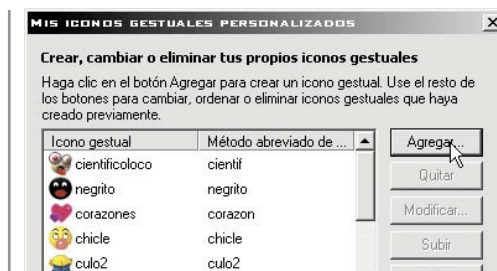 MIS ICONOS GESTUALES PERSONALIZADOS
Crear, cambiar o eliminar tus propios iconos gestuales
Haga clic en el botón Agregar para crear un icono gestual. Use el resto de
los botones para cambiar, ordenar o eliminar iconos gestuales que haya
creado previamente.
Icono gestual Método abreviado de ... Agregar...
cientificoloco cientif
Quitar
negrito negrito
corazones corazon Modificar...
chicle chicle Subir
culo2 culo2